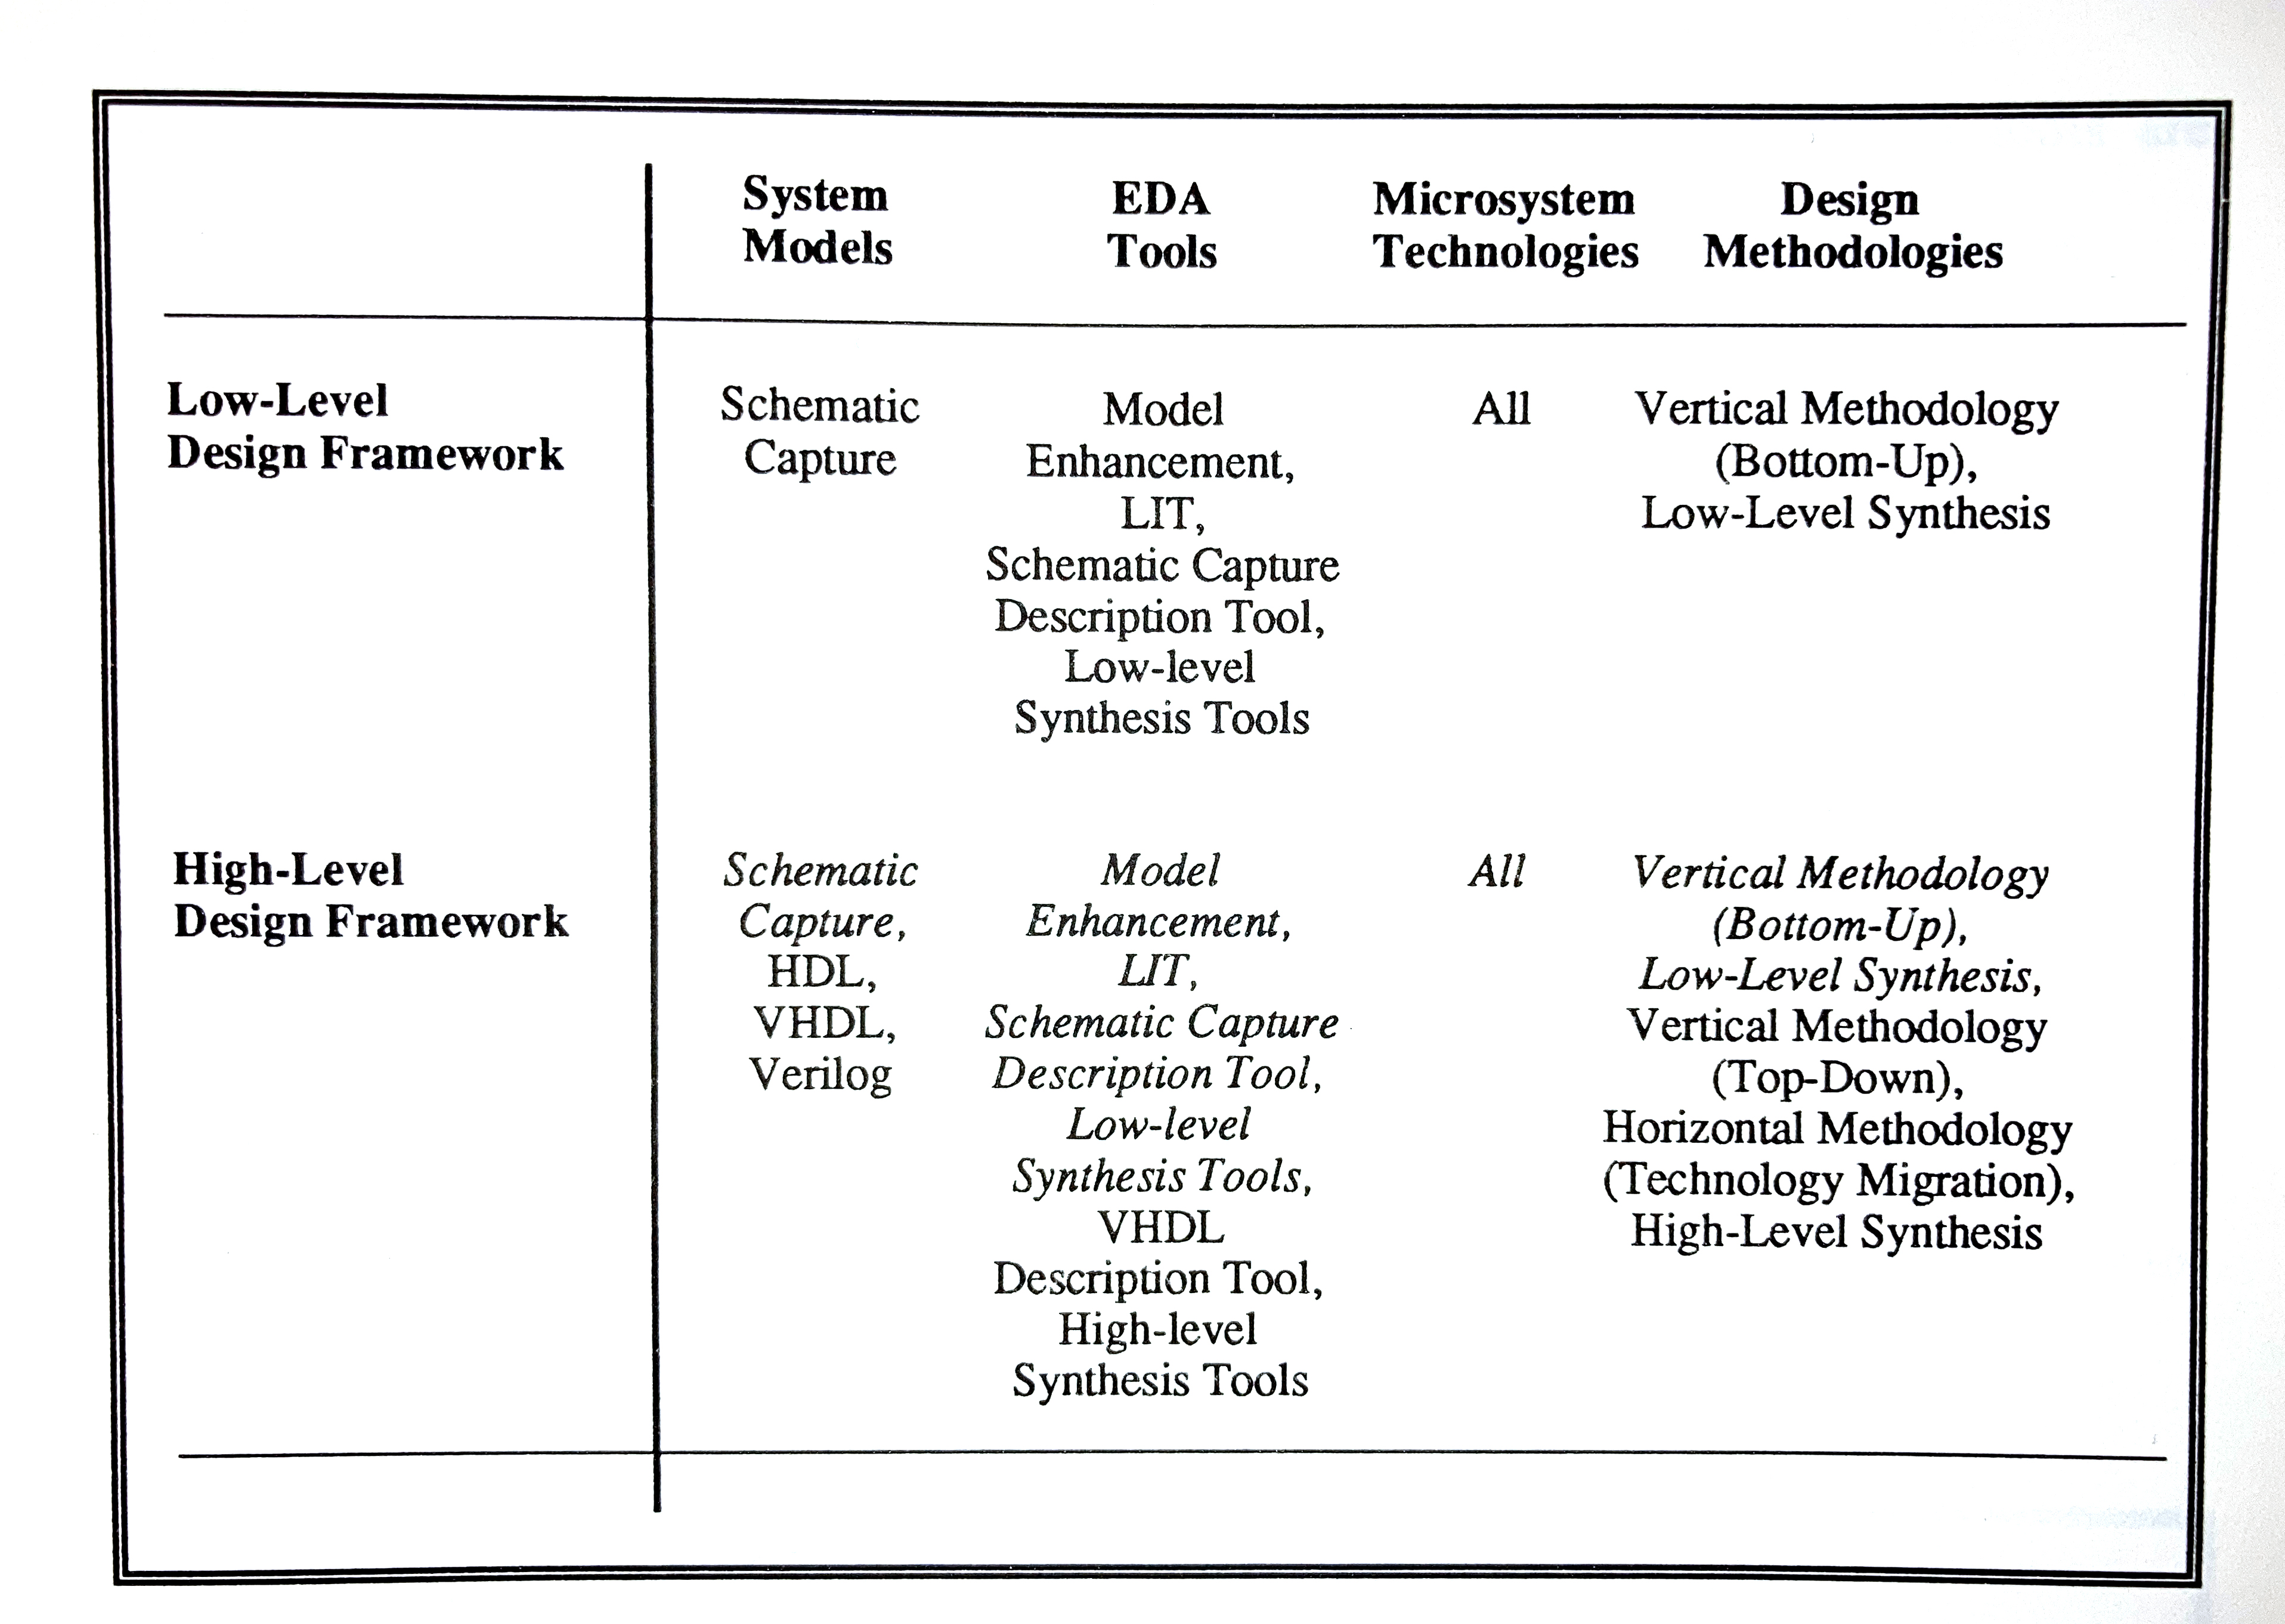 System Models
EDA Tools
Microsystem Technologies
Design Methodologies
Low-Level
Design Framework
Schematic
Capture
Model
Enhancement,
LIT,
Schematic Capture
Description Tool,
Low-level
Synthesis Tools
All
Vertical Methodology
(Bottom-Up),
Low-Level Synthesis
High-Level
Design Framework
Schematic
Capture,
HDL,
VHDL,
Verilog
Model
Enhancement,
LIT,
Schematic Capture
Description Tool,
Low-level
Synthesis Tools,
VHDL
Description Tool,
High-level
Synthesis Tools
All
Vertical Methodology
(Bottom-Up),
Low-Level Synthesis,
Vertical Methodology
(Top-Down),
Horizontal Methodology
(Technology Migration),
High-Level Synthesis